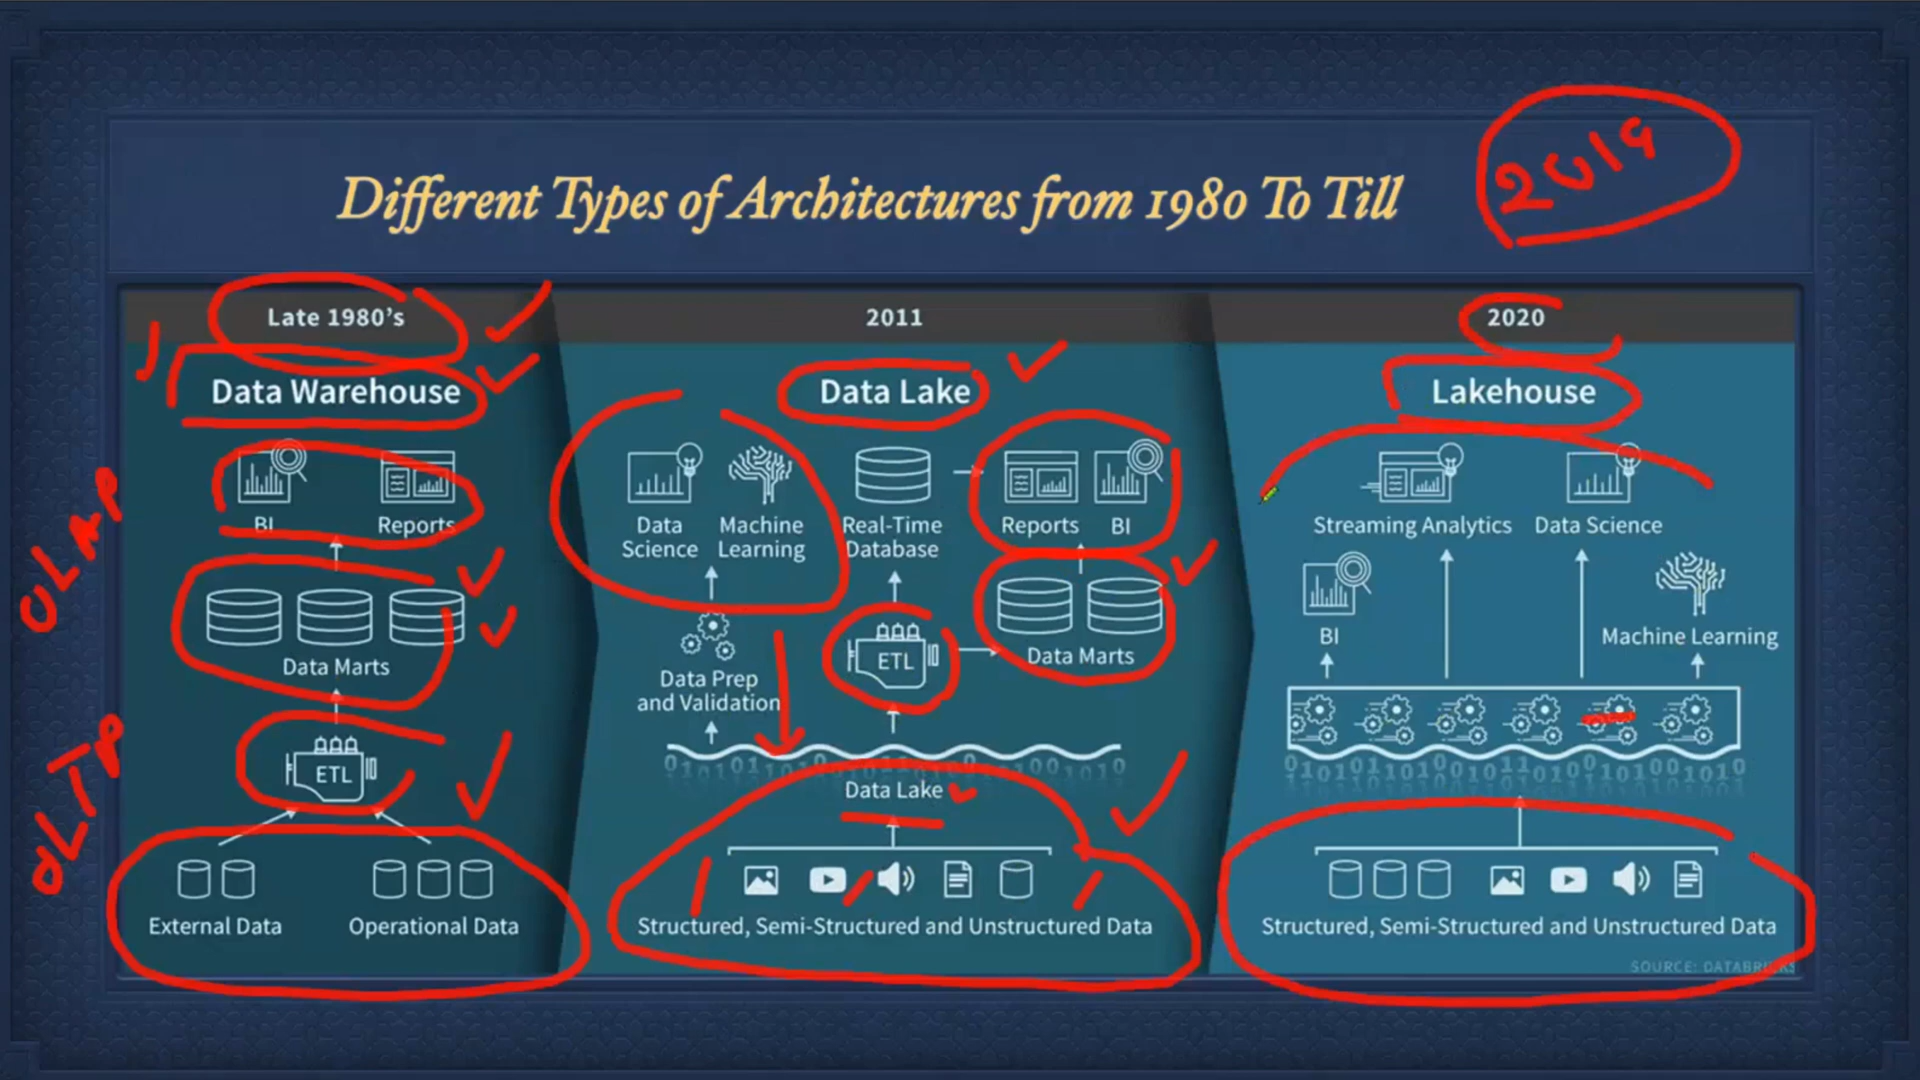 Different Types of Architectures from 1980 To Till
2019
Late 1980's
Data Warehouse
BI
Reports
OLAP
Data Marts
ETL
OLTP
External Data
Operational Data
2011
Data Lake
Data Science
Machine Learning
Real-Time Database
Reports
BI
Data Marts
ETL
Data Prep and Validation
Data Lake
Structured, Semi-Structured and Unstructured Data
2020
Lakehouse
Streaming Analytics
Data Science
BI
Machine Learning
Structured, Semi-Structured and Unstructured Data
SOURCE: DATABRICKS